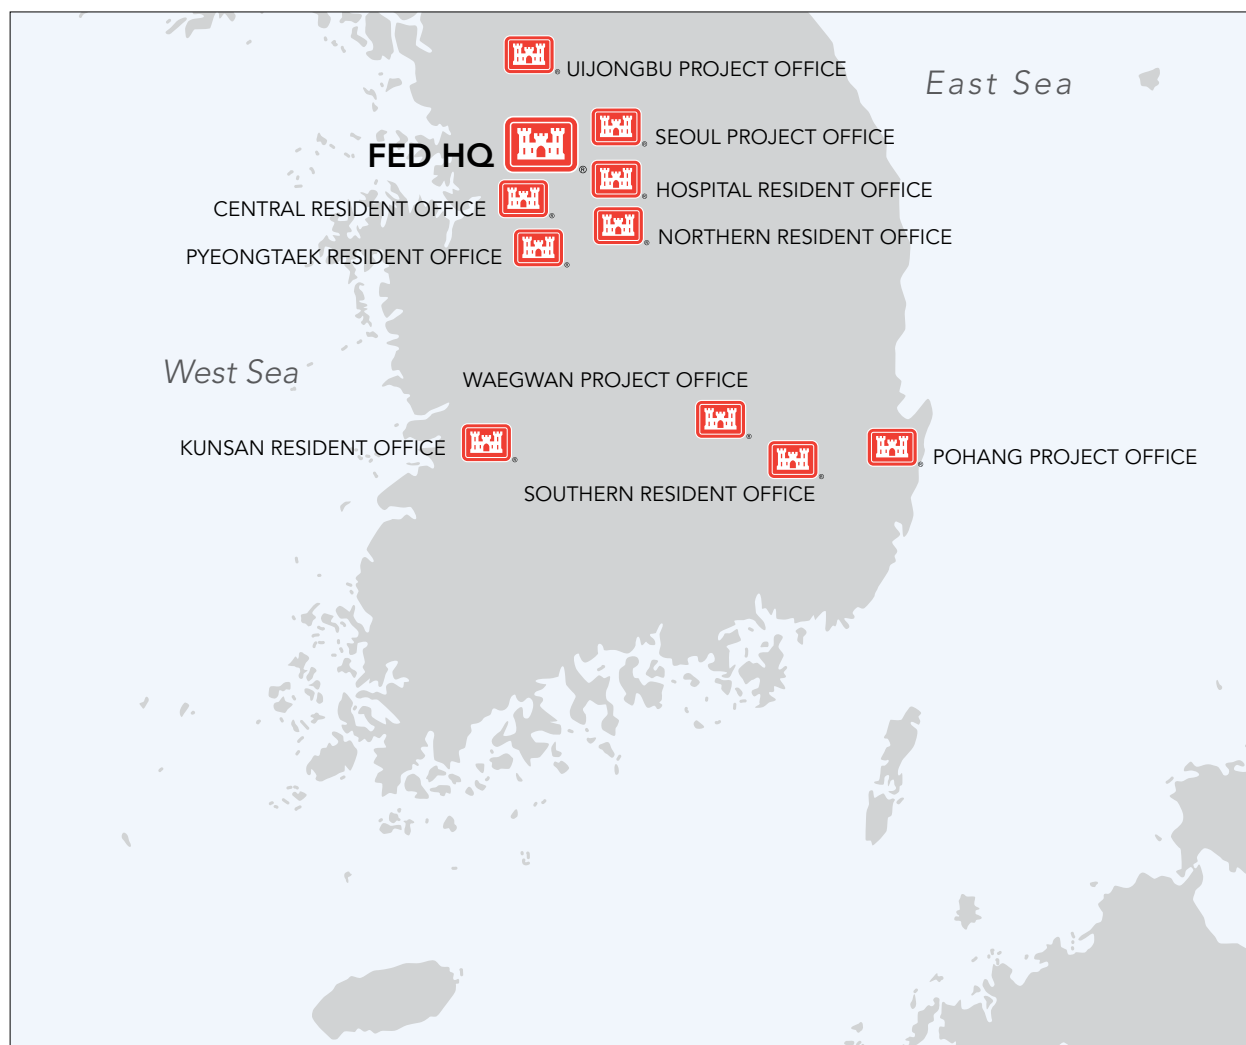 UIJONGBU PROJECT OFFICE
East Sea
SEOUL PROJECT OFFICE
FED HQ
HOSPITAL RESIDENT OFFICE
CENTRAL RESIDENT OFFICE
NORTHERN RESIDENT OFFICE
PYEONGTAEK RESIDENT OFFICE
West Sea
WAEGWAN PROJECT OFFICE
KUNSAN RESIDENT OFFICE
POHANG PROJECT OFFICE
SOUTHERN RESIDENT OFFICE